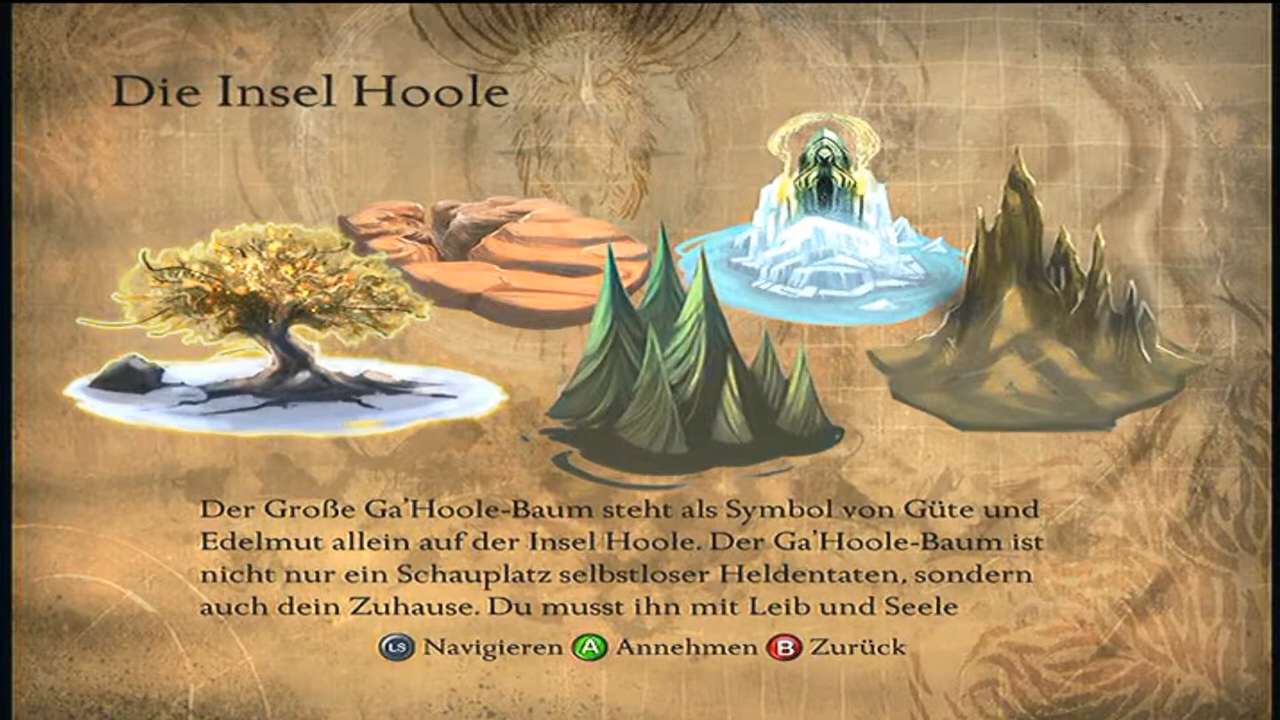 Die Insel Hoole
Der Große Ga'Hoole-Baum steht als Symbol von Güte und
Edelmut allein auf der Insel Hoole. Der Ga'Hoole-Baum ist
nicht nur ein Schauplatz selbstloser Heldentaten, sondern
auch dein Zuhause. Du musst ihn mit Leib und Seele
LS Navigieren A Annehmen B Zurück